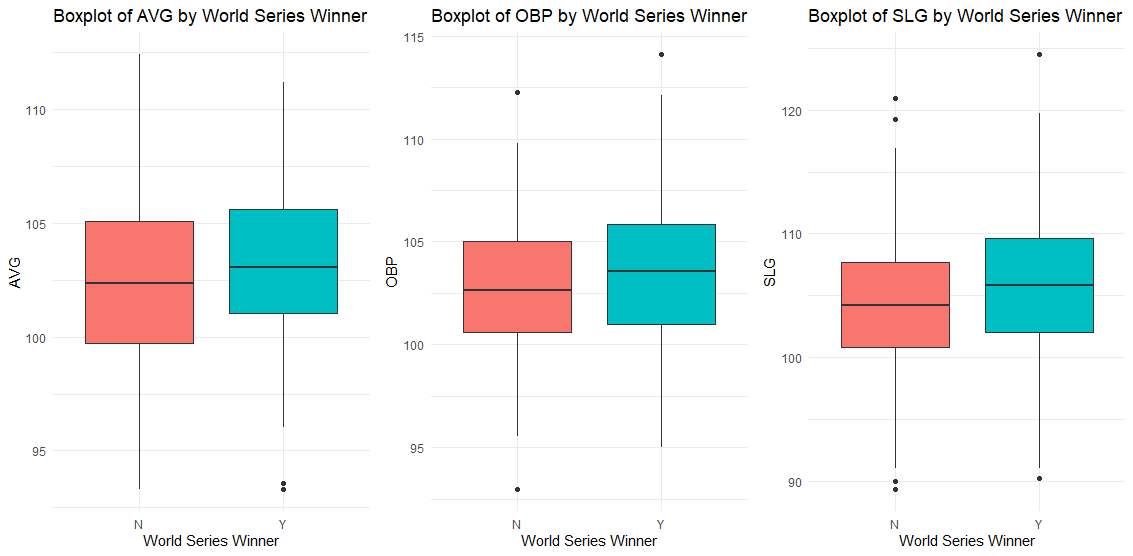 Boxplot of AVG by World Series Winner
110
105
100
95
AVG
N Y
World Series Winner
Boxplot of OBP by World Series Winner
115
110
105
100
95
OBP
N Y
World Series Winner
Boxplot of SLG by World Series Winner
120
110
100
90
SLG
N Y
World Series Winner